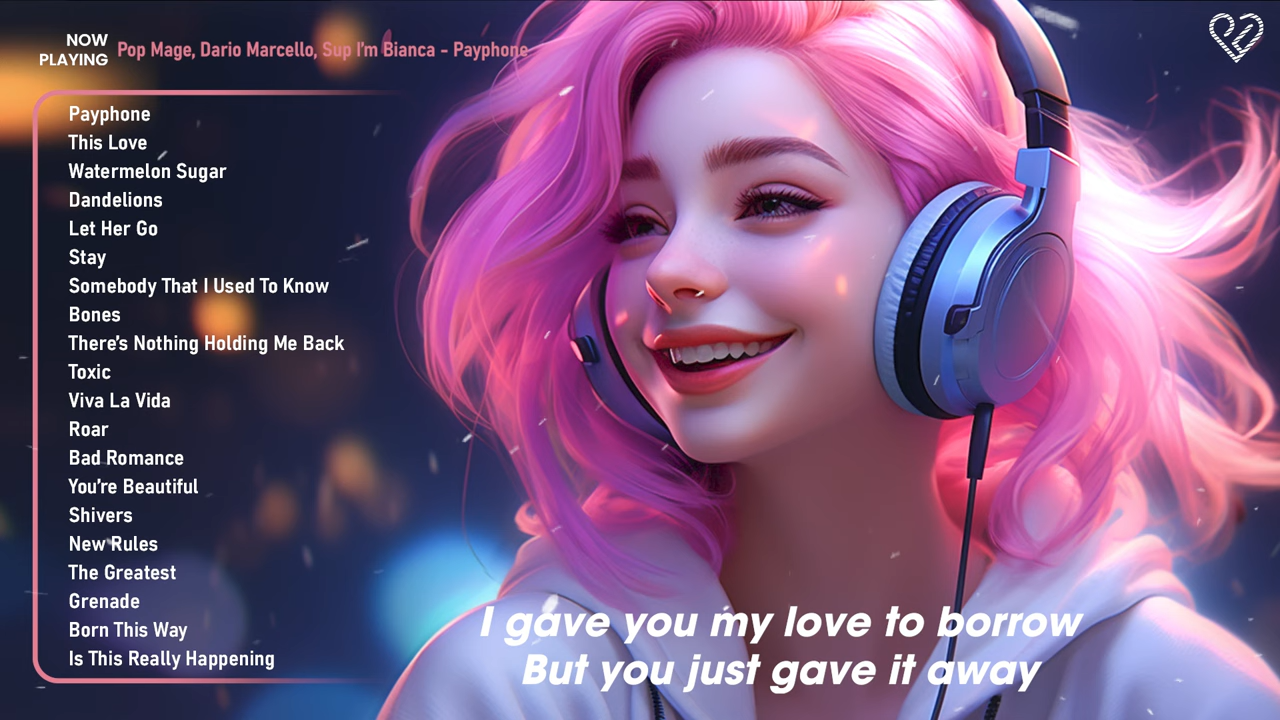 NOW
PLAYING
Pop Mage, Dario Marcello, Sup I'm Bianca - Payphone
Payphone
This Love
Watermelon Sugar
Dandelions
Let Her Go
Stay
Somebody That I Used To Know
Bones
There's Nothing Holding Me Back
Toxic
Viva La Vida
Roar
Bad Romance
You're Beautiful
Shivers
New Rules
The Greatest
Grenade
Born This Way
Is This Really Happening
I gave you my love to borrow
But you just gave it away